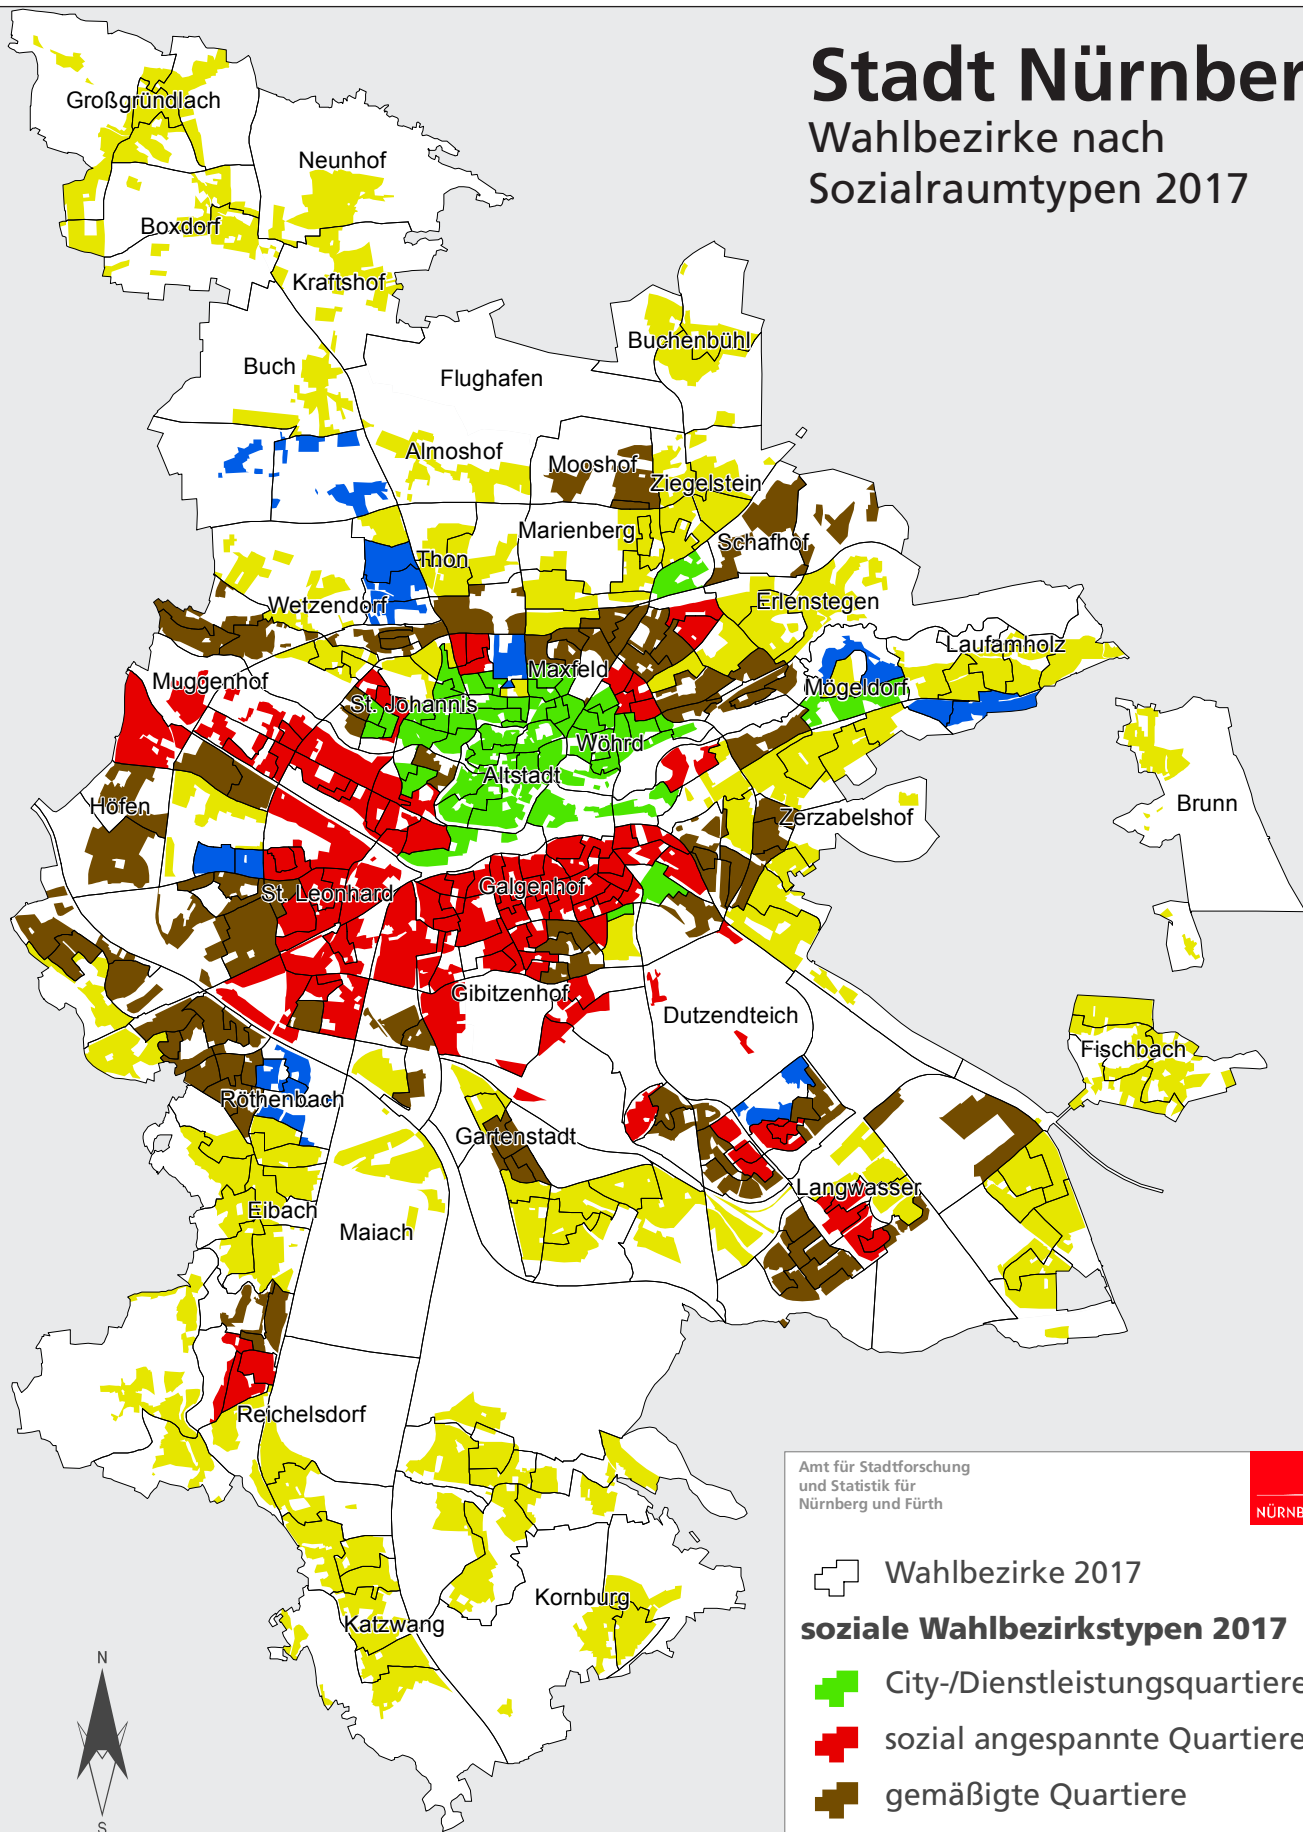 Stadt Nürnber
Wahlbezirke nach
Sozialraumtypen 2017
Großgründlach
Neunhof
Boxdorf
Kraftshof
Buchenbühl
Buch
Flughafen
Almoshof
Mooshof
Ziegelstein
Marienberg
Schafhof
Thon
Wetzendorf
Erlenstegen
Laufamholz
Maxfeld
Muggenhof
Mögeldorf
St. Johannis
Wöhrd
Altstadt
Höfen
Brunn
Zerzabelshof
St. Leonhard
Galgenhof
Gibitzenhof
Dutzendteich
Fischbach
Röthenbach
Gartenstadt
Langwasser
Eibach
Maiach
Reichelsdorf
Kornburg
Katzwang
N
S
Amt für Stadtforschung
und Statistik für
Nürnberg und Fürth
NÜRNB
Wahlbezirke 2017
soziale Wahlbezirkstypen 2017
City-/Dienstleistungsquartiere
sozial angespannte Quartiere
gemäßigte Quartiere